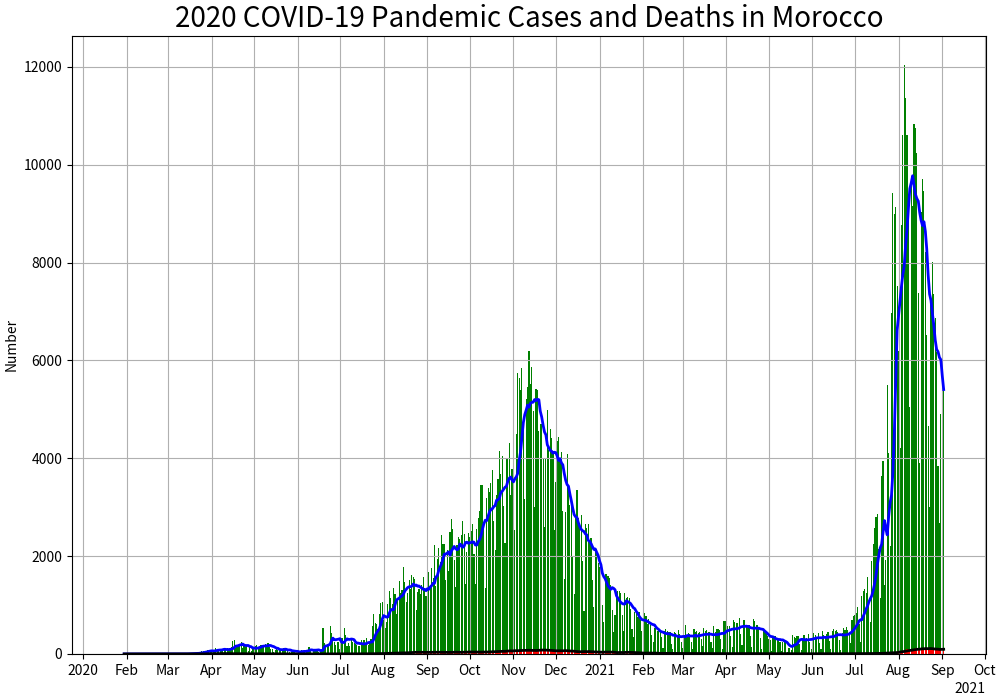 2020 COVID-19 Pandemic Cases and Deaths in Morocco
Number
12000
10000
8000
6000
4000
2000
0
2020 Feb Mar Apr May Jun Jul Aug Sep Oct Nov Dec 2021 Feb Mar Apr May Jun Jul Aug Sep Oct
2021